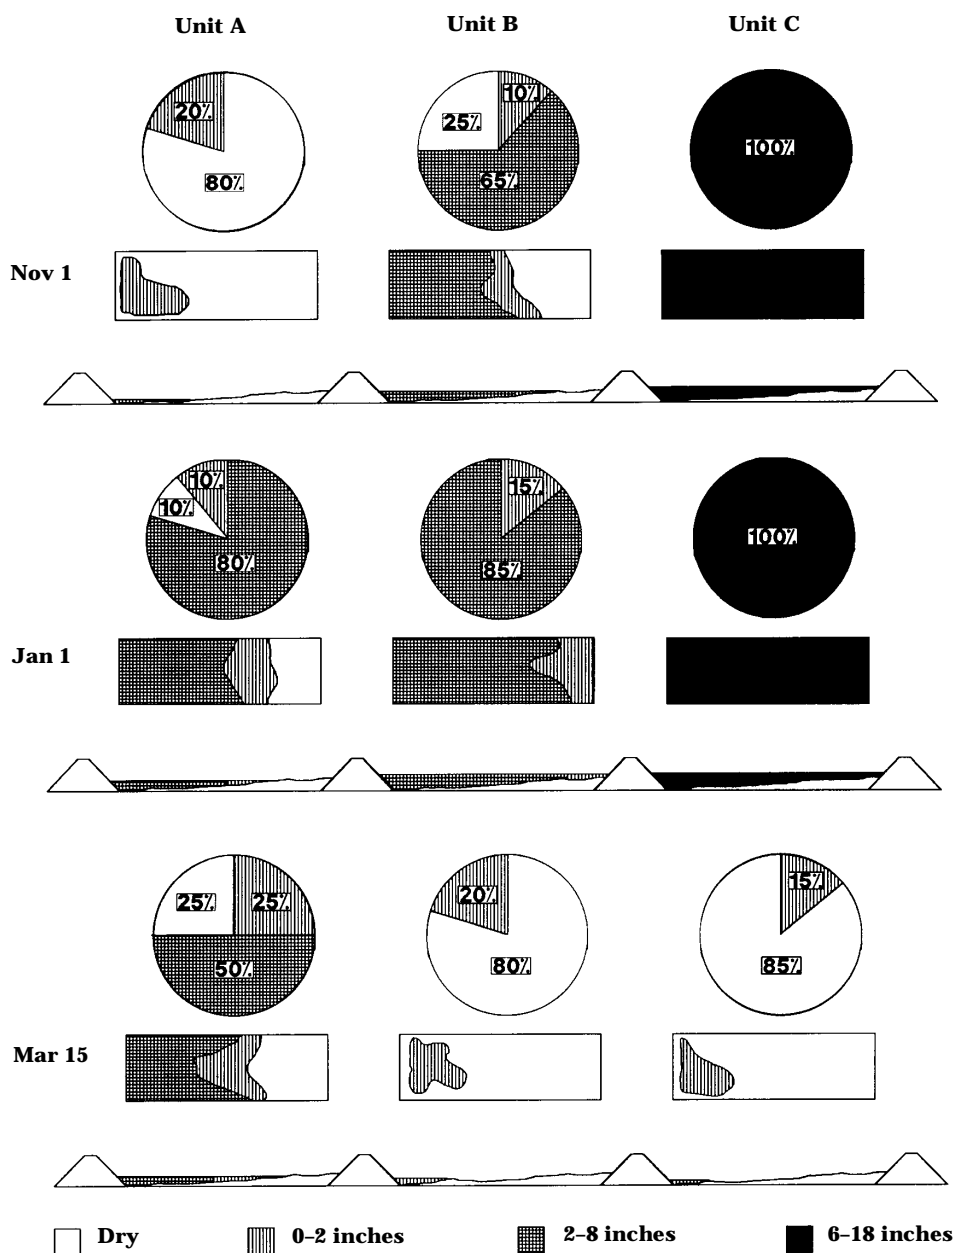 Unit A Unit B Unit C
20% 10% 100%
80% 25%
65%
Nov 1
10% 15% 100%
10%
80% 85%
Jan 1
25% 25% 20% 15%
50% 80% 85%
Mar 15
Dry 0–2 inches 2–8 inches 6–18 inches